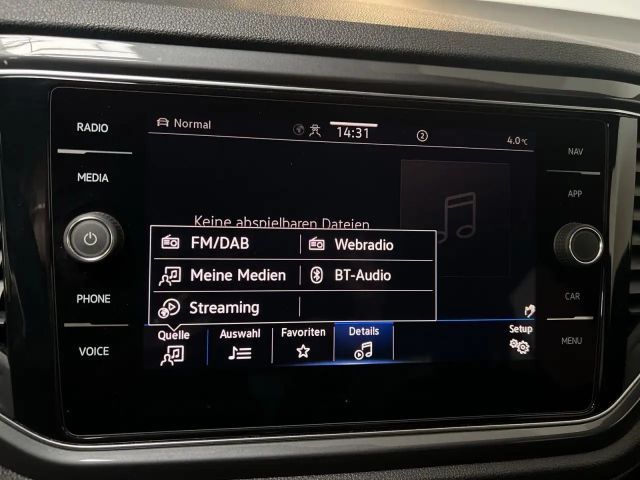 RADIO
MEDIA
PHONE
VOICE
Normal
14:31
2
4.0°C
Keine abspielbaren Dateien
FM/DAB
Webradio
Meine Medien
BT-Audio
Streaming
Quelle
Auswahl
Favoriten
Details
Setup
NAV
APP
CAR
MENU